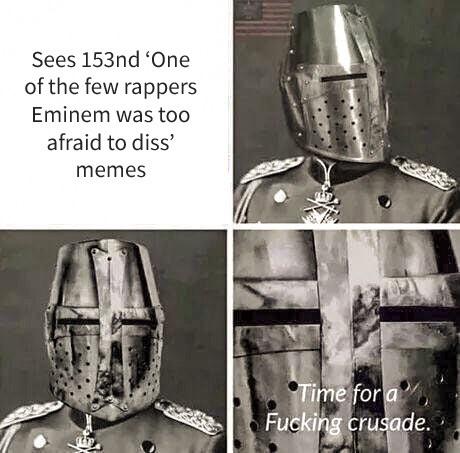 Sees 153nd ‘One
of the few rappers
Eminem was too
afraid to diss’
memes
Time for a
Fucking crusade.